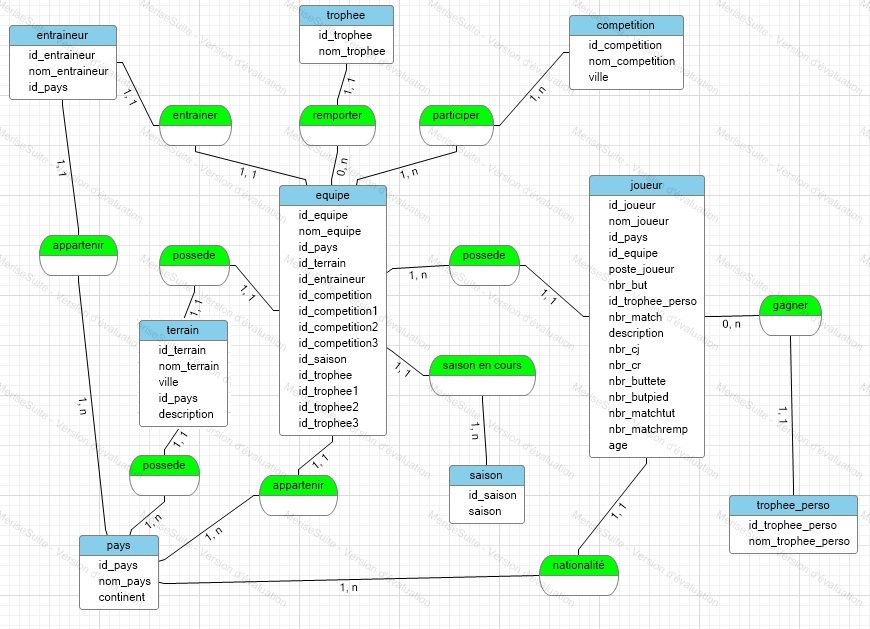 trophee
id_trophee
nom_trophee
competition
id_competition
nom_competition
ville
entraineur
id_entraineur
nom_entraineur
id_pays
1, 1
1, 1
1, n
entrainer
remporter
participer
1, 1
0, n
1, n
1, 1
equipe
id_equipe
nom_equipe
id_pays
id_terrain
id_entraineur
id_competition
id_competition1
id_competition2
id_competition3
id_saison
id_trophee
id_trophee1
id_trophee2
id_trophee3
joueur
id_joueur
nom_joueur
id_pays
id_equipe
poste_joueur
nbr_but
id_trophee_perso
nbr_match
description
nbr_cj
nbr_cr
nbr_buttete
nbr_butpied
nbr_matchtut
nbr_matchremp
age
appartenir
possede
1, 1
1, 1
possede
1, n
1, 1
gagner
0, n
1, 1
terrain
id_terrain
nom_terrain
ville
id_pays
description
saison en cours
1, 1
1, n
1, n
1, 1
possede
1, n
1, 1
appartenir
1, n
saison
id_saison
saison
trophee_perso
id_trophee_perso
nom_trophee_perso
pays
id_pays
nom_pays
continent
1, 1
nationalité
1, n
MeriseSuite - Version d'évaluation